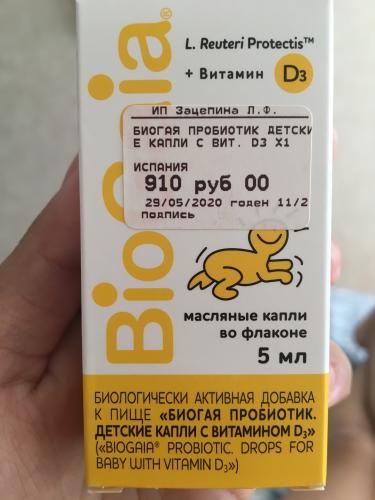 BioGaia®
L. Reuteri Protectis™
+ Витамин D3
ИП Зацепина Л.Ф.
БИОГАЯ ПРОБИОТИК ДЕТСКИ
Е КАПЛИ С ВИТ. D3 X1
ИСПАНИЯ
910 руб 00
29/05/2020 годен 11/2
подпись
масляные капли
во флаконе
5 мл
БИОЛОГИЧЕСКИ АКТИВНАЯ ДОБАВКА
К ПИЩЕ «БИОГАЯ ПРОБИОТИК.
ДЕТСКИЕ КАПЛИ С ВИТАМИНОМ D3»
(«BIOGAIA® PROBIOTIC. DROPS FOR
BABY WITH VITAMIN D3»)